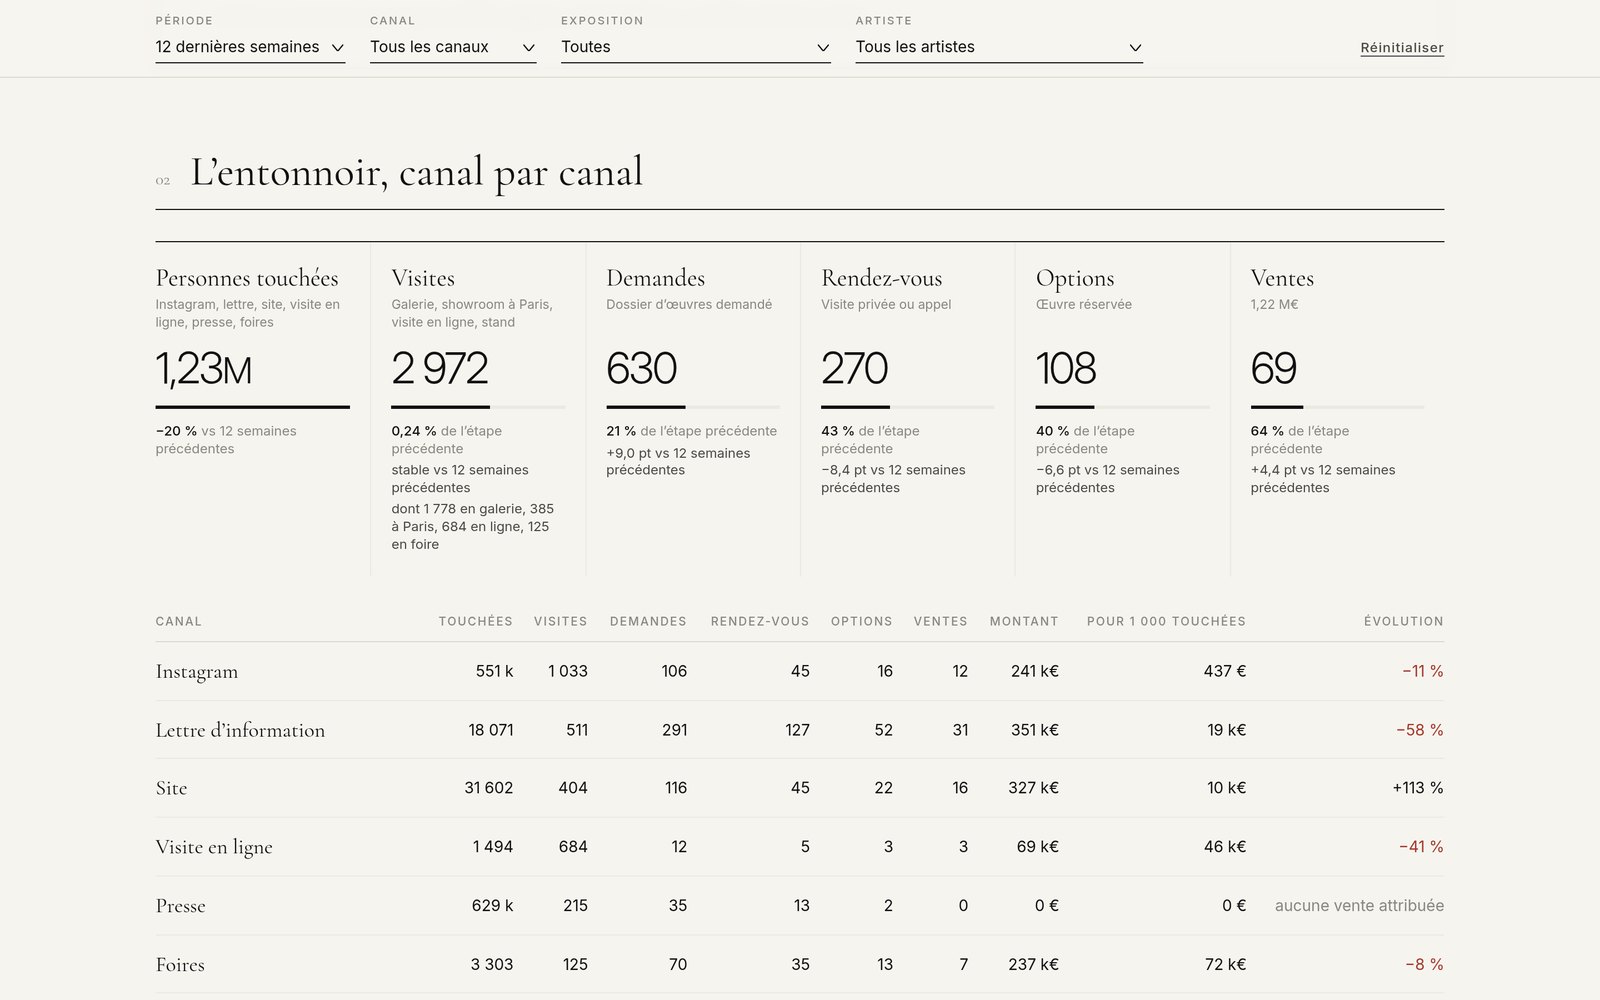 PÉRIODE CANAL EXPOSITION ARTISTE
12 dernières semaines Tous les canaux Toutes Tous les artistes Réinitialiser
02 L’entonnoir, canal par canal
Personnes touchées
Instagram, lettre, site, visite en
ligne, presse, foires
1,23M
−20 % vs 12 semaines
précédentes
Visites
Galerie, showroom à Paris,
visite en ligne, stand
2 972
0,24 % de l’étape
précédente
stable vs 12 semaines
précédentes
dont 1 778 en galerie, 385
à Paris, 684 en ligne, 125
en foire
Demandes
Dossier d’œuvres demandé
630
21 % de l’étape précédente
+9,0 pt vs 12 semaines
précédentes
Rendez-vous
Visite privée ou appel
270
43 % de l’étape
précédente
−8,4 pt vs 12 semaines
précédentes
Options
Œuvre réservée
108
40 % de l’étape
précédente
−6,6 pt vs 12 semaines
précédentes
Ventes
1,22 M€
69
64 % de l’étape
précédente
+4,4 pt vs 12 semaines
précédentes
CANAL TOUCHÉES VISITES DEMANDES RENDEZ-VOUS OPTIONS VENTES MONTANT POUR 1 000 TOUCHÉES ÉVOLUTION
Instagram 551 k 1 033 106 45 16 12 241 k€ 437 € −11 %
Lettre d’information 18 071 511 291 127 52 31 351 k€ 19 k€ −58 %
Site 31 602 404 116 45 22 16 327 k€ 10 k€ +113 %
Visite en ligne 1 494 684 12 5 3 3 69 k€ 46 k€ −41 %
Presse 629 k 215 35 13 2 0 0 € 0 € aucune vente attribuée
Foires 3 303 125 70 35 13 7 237 k€ 72 k€ −8 %